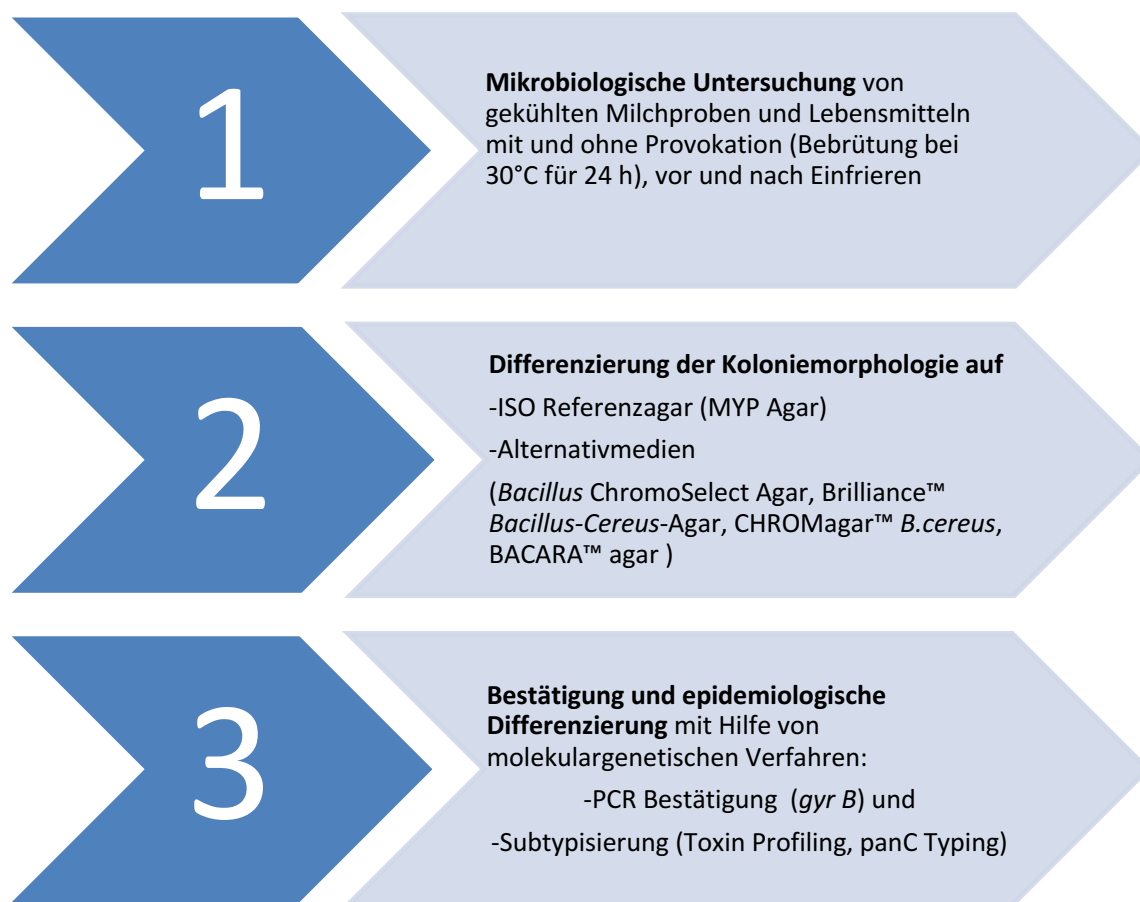 1
Mikrobiologische Untersuchung von
gekühlten Milchproben und Lebensmitteln
mit und ohne Provokation (Bebrütung bei
30°C für 24 h), vor und nach Einfrieren
2
Differenzierung der Koloniemorphologie auf
-ISO Referenzagar (MYP Agar)
-Alternativmedien
(Bacillus ChromoSelect Agar, Brilliance™
Bacillus-Cereus-Agar, CHROMagar™ B.cereus,
BACARA™ agar )
3
Bestätigung und epidemiologische
Differenzierung mit Hilfe von
molekulargenetischen Verfahren:
-PCR Bestätigung (gyr B) und
-Subtypisierung (Toxin Profiling, panC Typing)